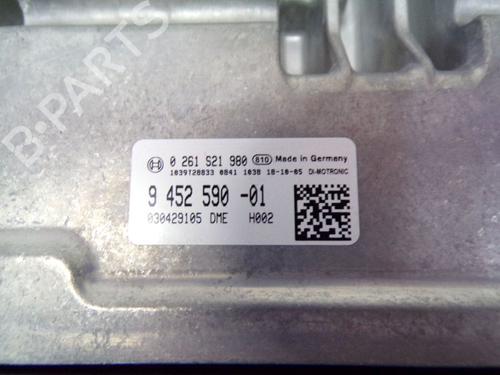 B-PARTS
0 261 S21 980 810 Made in Germany
1039T28833 0841 1038 18-10-05 DI-MOTRONIC
9 452 590 -01
030429105 DME H002